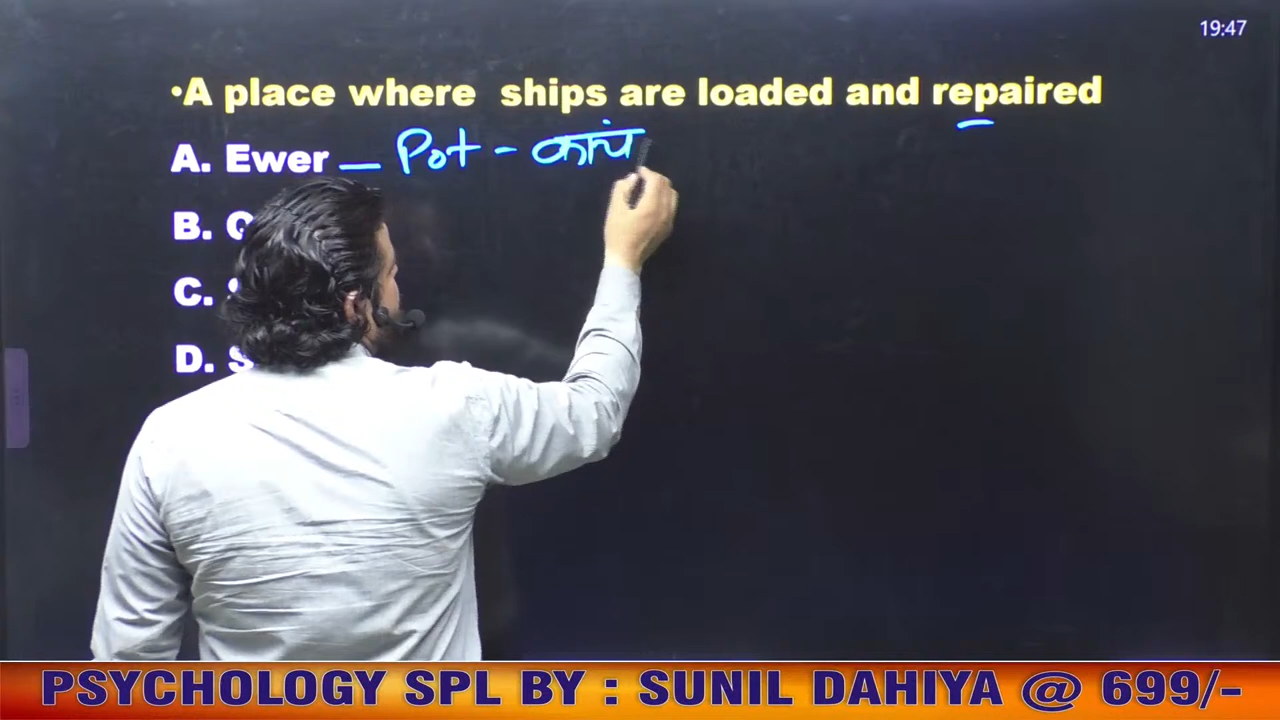 19:47
•A place where ships are loaded and repaired
A. Ewer – Pot - कांच
B.
C.
D. S
PSYCHOLOGY SPL BY : SUNIL DAHIYA @ 699/-